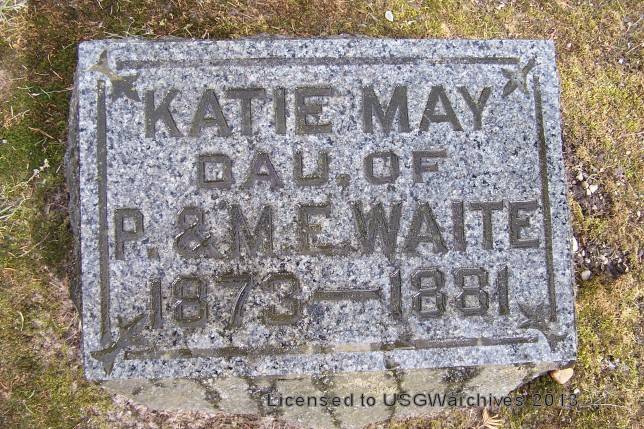 KATIE MAY
DAU. OF
P. & M. E. WAITE
1873—1881
Licensed to USGWarchives 2013